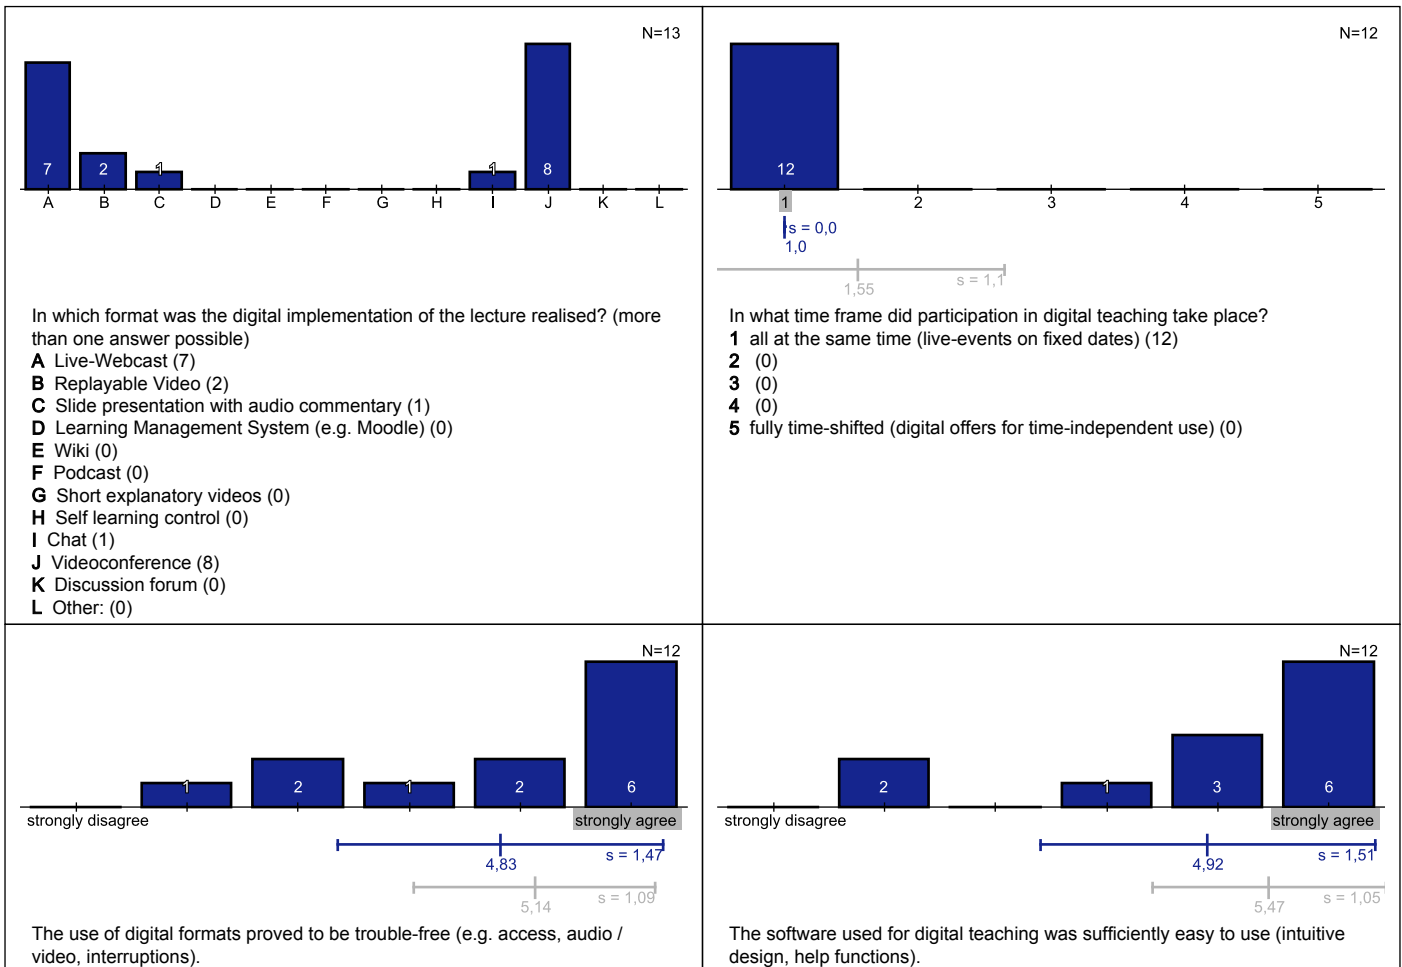 N=13
7
2
1
1
8
A B C D E F G H I J K L
In which format was the digital implementation of the lecture realised? (more
than one answer possible)
A Live-Webcast (7)
B Replayable Video (2)
C Slide presentation with audio commentary (1)
D Learning Management System (e.g. Moodle) (0)
E Wiki (0)
F Podcast (0)
G Short explanatory videos (0)
H Self learning control (0)
I Chat (1)
J Videoconference (8)
K Discussion forum (0)
L Other: (0)
N=12
12
1 2 3 4 5
s = 0,0
1,0
s = 1,1
1,55
In what time frame did participation in digital teaching take place?
1 all at the same time (live-events on fixed dates) (12)
2 (0)
3 (0)
4 (0)
5 fully time-shifted (digital offers for time-independent use) (0)
N=12
1 2 1 2 6
strongly disagree strongly agree
s = 1,47
4,83
s = 1,09
5,14
The use of digital formats proved to be trouble-free (e.g. access, audio /
video, interruptions).
N=12
2 1 3 6
strongly disagree strongly agree
s = 1,51
4,92
s = 1,05
5,47
The software used for digital teaching was sufficiently easy to use (intuitive
design, help functions).